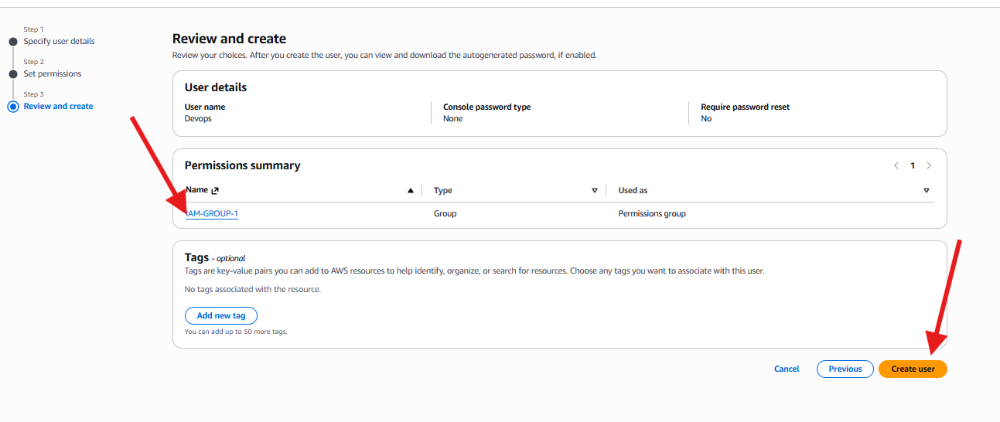 Step 1
Specify user details
Step 2
Set permissions
Step 3
Review and create
Review and create
Review your choices. After you create the user, you can view and download the autogenerated password, if enabled.
User details
User name
Devops
Console password type
None
Require password reset
No
Permissions summary
1
Name
Type
Used as
IAM-GROUP-1
Group
Permissions group
Tags - optional
Tags are key-value pairs you can add to AWS resources to help identify, organize, or search for resources. Choose any tags you want to associate with this user.
No tags associated with the resource.
Add new tag
You can add up to 50 more tags.
Cancel
Previous
Create user